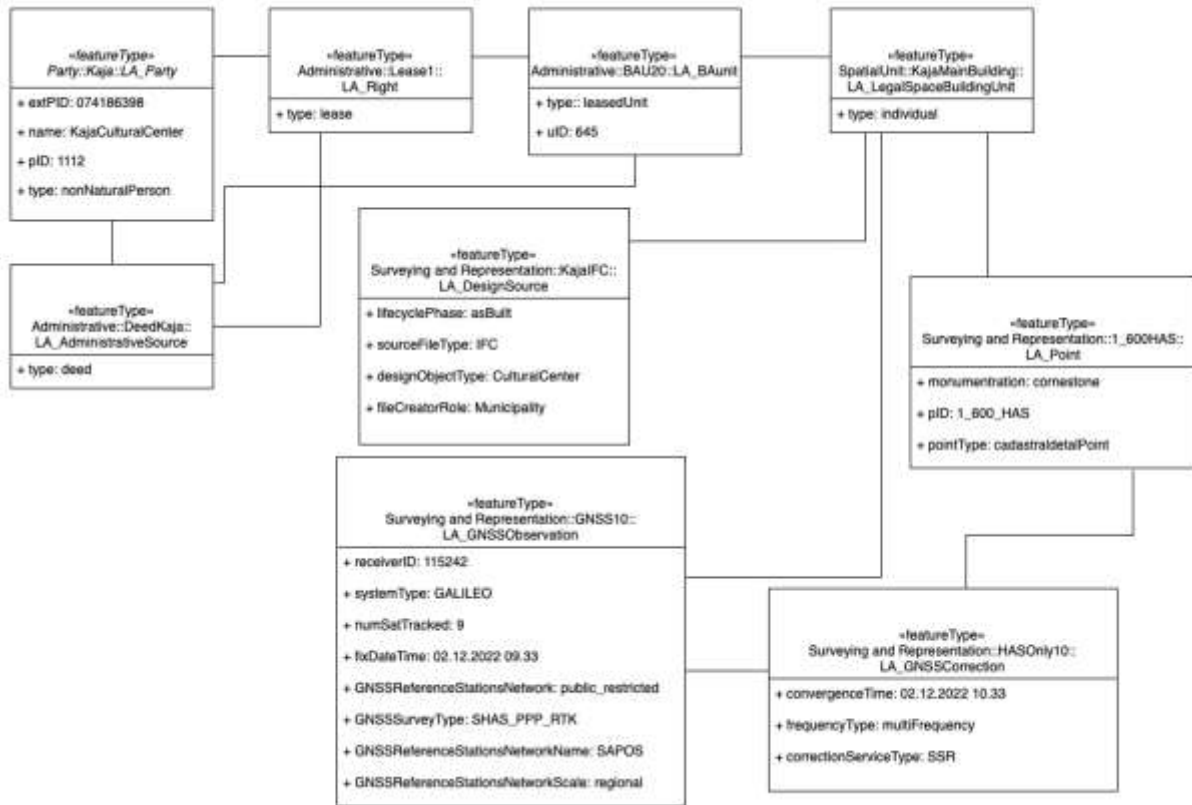 «featureType»
Party::Kaja::LA_Party
+ extPID: 074186398
+ name: KajaCulturalCenter
+ pID: 1112
+ type: nonNaturalPerson
«featureType»
Administrative::Lease1::
LA_Right
+ type: lease
«featureType»
Administrative::BAU20::LA_BAunit
+ type:: leasedUnit
+ uID: 645
«featureType»
SpatialUnit::KajaMainBuilding::
LA_LegalSpaceBuildingUnit
+ type: individual
«featureType»
Administrative::DeedKaja::
LA_AdministrativeSource
+ type: deed
«featureType»
Surveying and Representation::KajaIFC::
LA_DesignSource
+ lifecyclePhase: asBuilt
+ sourceFileType: IFC
+ designObjectType: CulturalCenter
+ fileCreatorRole: Municipality
«featureType»
Surveying and Representation::1_600HAS::
LA_Point
+ monumentration: cornestone
+ pID: 1_600_HAS
+ pointType: cadastraldetalPoint
«featureType»
Surveying and Representation::GNSS10::
LA_GNSSObservation
+ receiverID: 115242
+ systemType: GALILEO
+ numSatTracked: 9
+ fixDateTime: 02.12.2022 09.33
+ GNSSReferenceStationsNetwork: public_restricted
+ GNSSSurveyType: SHAS_PPP_RTK
+ GNSSReferenceStationsNetworkName: SAPOS
+ GNSSReferenceStationsNetworkScale: regional
«featureType»
Surveying and Representation::HASOnly10::
LA_GNSSCorrection
+ convergenceTime: 02.12.2022 10.33
+ frequencyType: multiFrequency
+ correctionServiceType: SSR